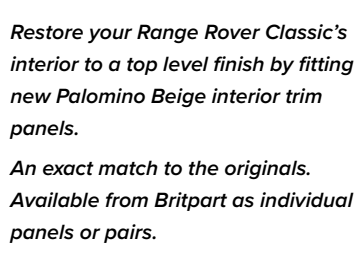 Restore your Range Rover Classic’s
interior to a top level finish by fitting
new Palomino Beige interior trim
panels.
An exact match to the originals.
Available from Britpart as individual
panels or pairs.